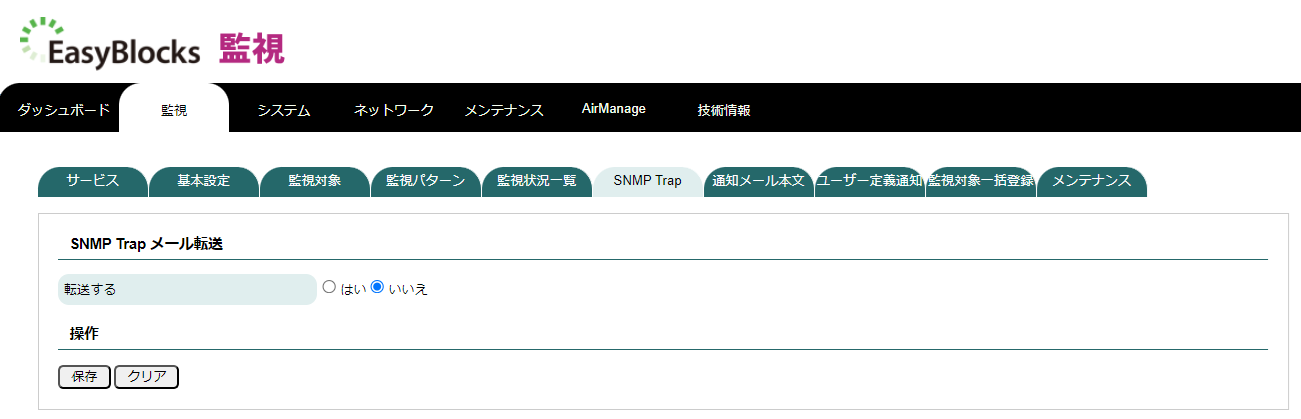 EasyBlocks 監視
ダッシュボード 監視 システム ネットワーク メンテナンス AirManage 技術情報
サービス 基本設定 監視対象 監視パターン 監視状況一覧 SNMP Trap 通知メール本文 ユーザー定義通知 監視対象一括登録 メンテナンス
SNMP Trap メール転送
転送する はい いいえ
操作
保存 クリア